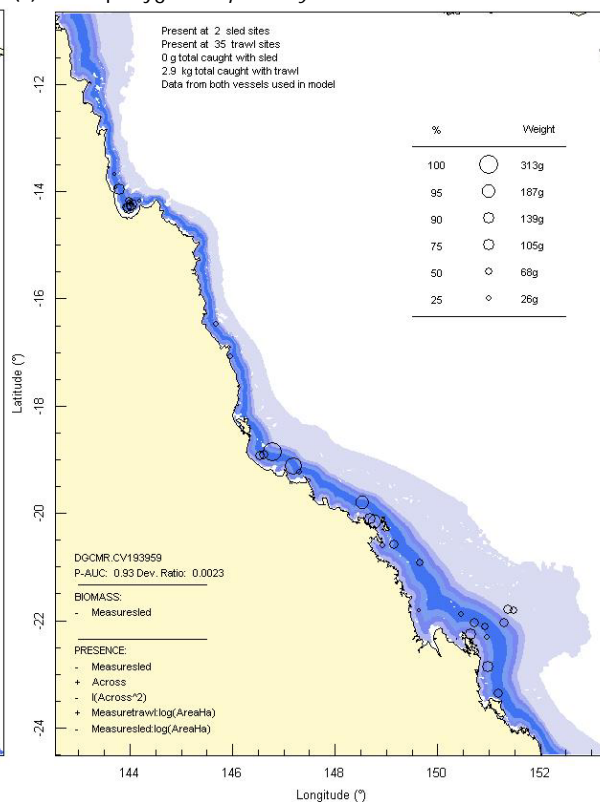 Present at 2 sled sites
Present at 35 trawl sites
0 g total caught with sled
2.9 kg total caught with trawl
Data from both vessels used in model
% Weight
100 313g
95 187g
90 139g
75 105g
50 68g
25 26g
-12
-14
-16
-18
-20
-22
-24
Latitude (°)
DGCMR.CV193959
P-AUC: 0.93 Dev. Ratio: 0.0023
BIOMASS:
- Measuresled
PRESENCE:
- Measuresled
+ Across
- I(Across^2)
+ Measuretrawl:log(AreaHa)
- Measuresled:log(AreaHa)
144 146 148 150 152
Longitude (°)